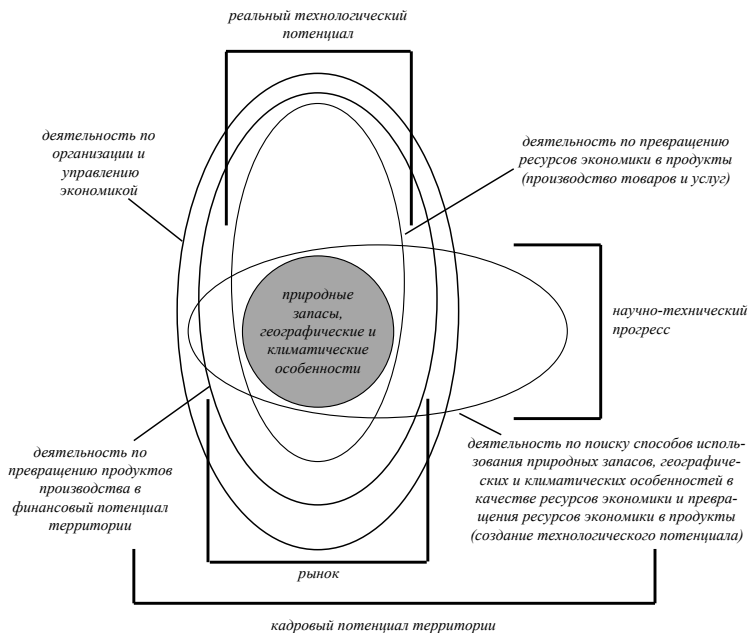 реальный технологический
потенциал
деятельность по
организации и
управлению
экономикой
деятельность по превращению
ресурсов экономики в продукты
(производство товаров и услуг)
природные
запасы,
географические и
климатические
особенности
научно-технический
прогресс
деятельность по
превращению продуктов
производства в
финансовый потенциал
территории
деятельность по поиску способов исполь-
зования природных запасов, географиче-
ских и климатических особенностей в
качестве ресурсов экономики и превра-
щения ресурсов экономики в продукты
(создание технологического потенциала)
рынок
кадровый потенциал территории